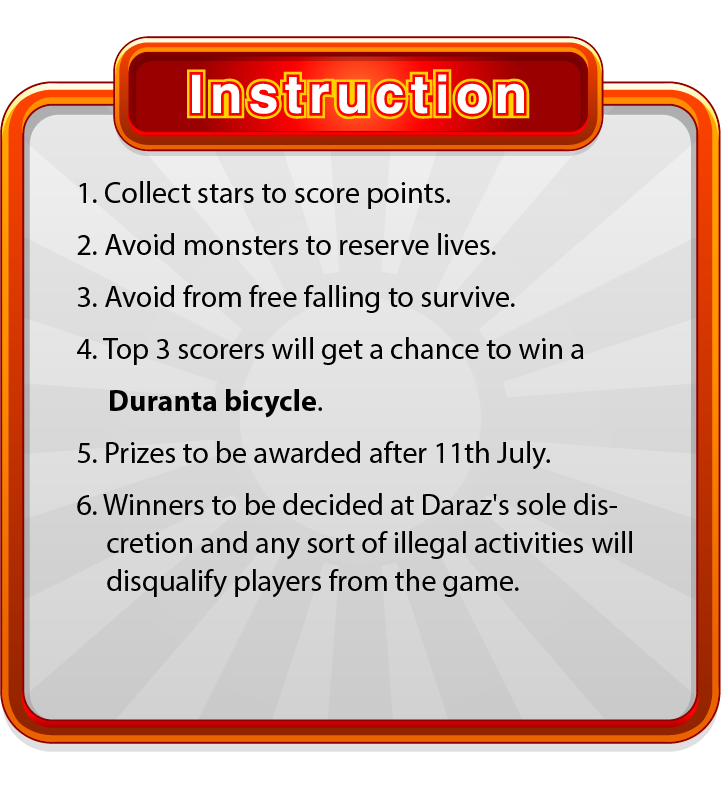 Instruction
1. Collect stars to score points.
2. Avoid monsters to reserve lives.
3. Avoid from free falling to survive.
4. Top 3 scorers will get a chance to win a
Duranta bicycle.
5. Prizes to be awarded after 11th July.
6. Winners to be decided at Daraz's sole dis-
cretion and any sort of illegal activities will
disqualify players from the game.